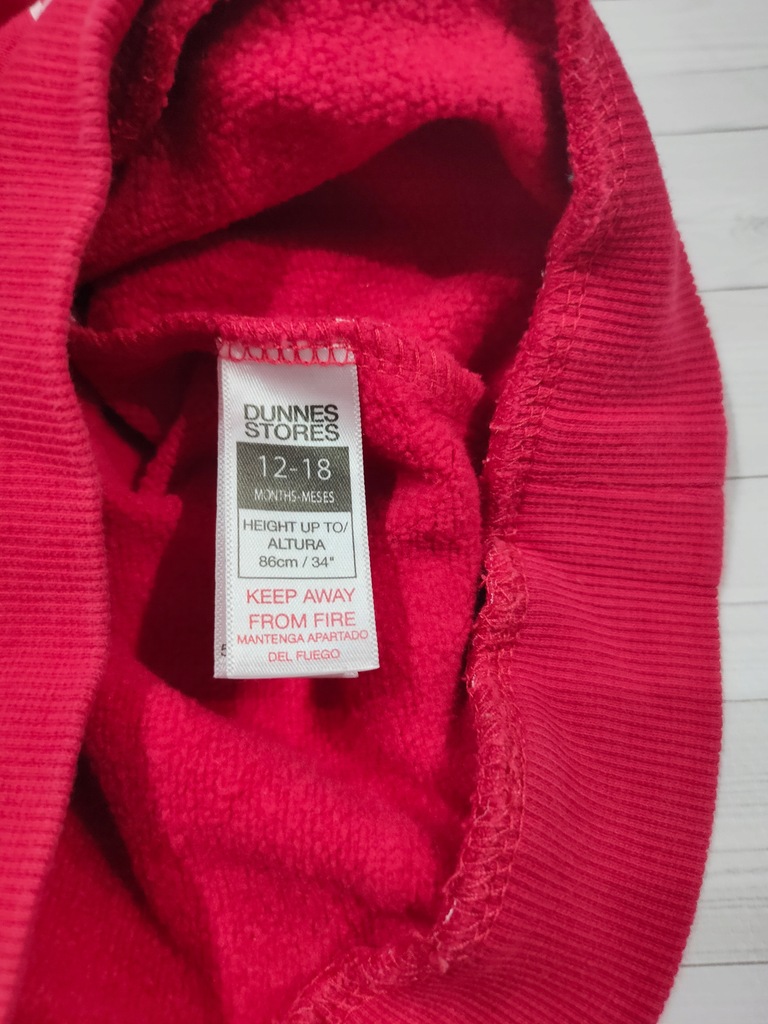 DUNNES
STORES
12-18
MONTHS-MESES
HEIGHT UP TO/
ALTURA
86cm / 34"
KEEP AWAY
FROM FIRE
MANTENGA APARTADO
DEL FUEGO